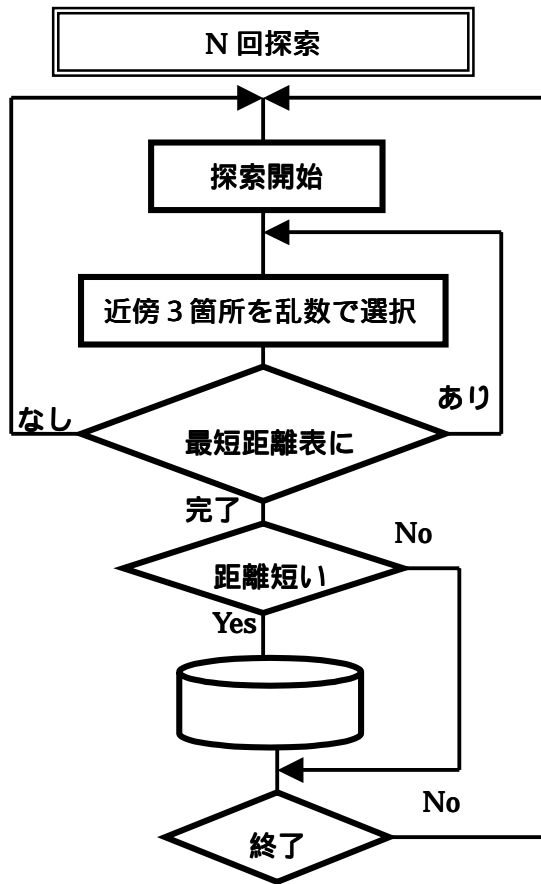 N 回探索
探索開始
近傍３箇所を乱数で選択
あり
なし
最短距離表に
完了
No
距離短い
Yes
No
終了